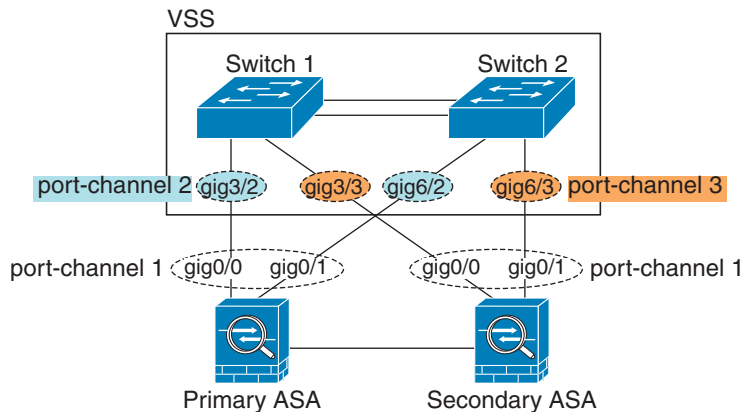 VSS
Switch 1 Switch 2
port-channel 2 gig3/2 gig3/3 gig6/2 gig6/3 port-channel 3
port-channel 1 gig0/0 gig0/1 gig0/0 gig0/1 port-channel 1
Primary ASA Secondary ASA